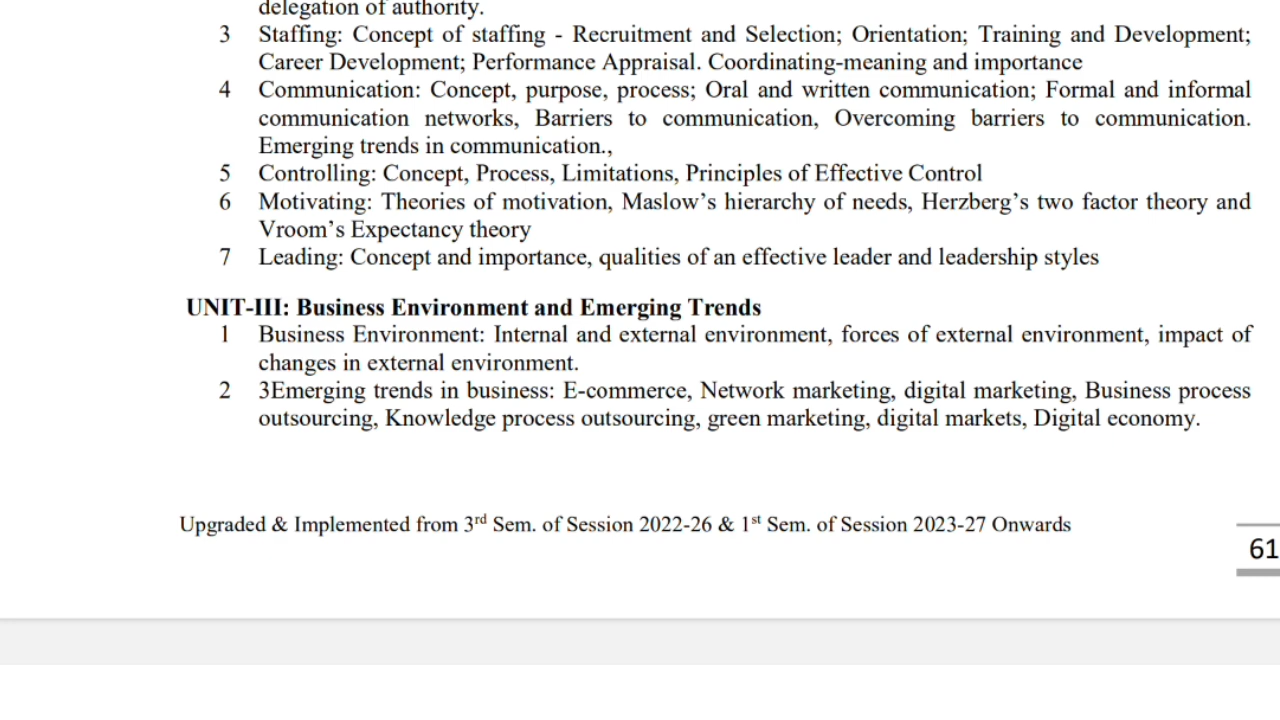 delegation of authority.
3 Staffing: Concept of staffing - Recruitment and Selection; Orientation; Training and Development;
Career Development; Performance Appraisal. Coordinating-meaning and importance
4 Communication: Concept, purpose, process; Oral and written communication; Formal and informal
communication networks, Barriers to communication, Overcoming barriers to communication.
Emerging trends in communication.,
5 Controlling: Concept, Process, Limitations, Principles of Effective Control
6 Motivating: Theories of motivation, Maslow’s hierarchy of needs, Herzberg’s two factor theory and
Vroom’s Expectancy theory
7 Leading: Concept and importance, qualities of an effective leader and leadership styles
UNIT-III: Business Environment and Emerging Trends
1 Business Environment: Internal and external environment, forces of external environment, impact of
changes in external environment.
2 3Emerging trends in business: E-commerce, Network marketing, digital marketing, Business process
outsourcing, Knowledge process outsourcing, green marketing, digital markets, Digital economy.
Upgraded & Implemented from 3rd Sem. of Session 2022-26 & 1st Sem. of Session 2023-27 Onwards
61